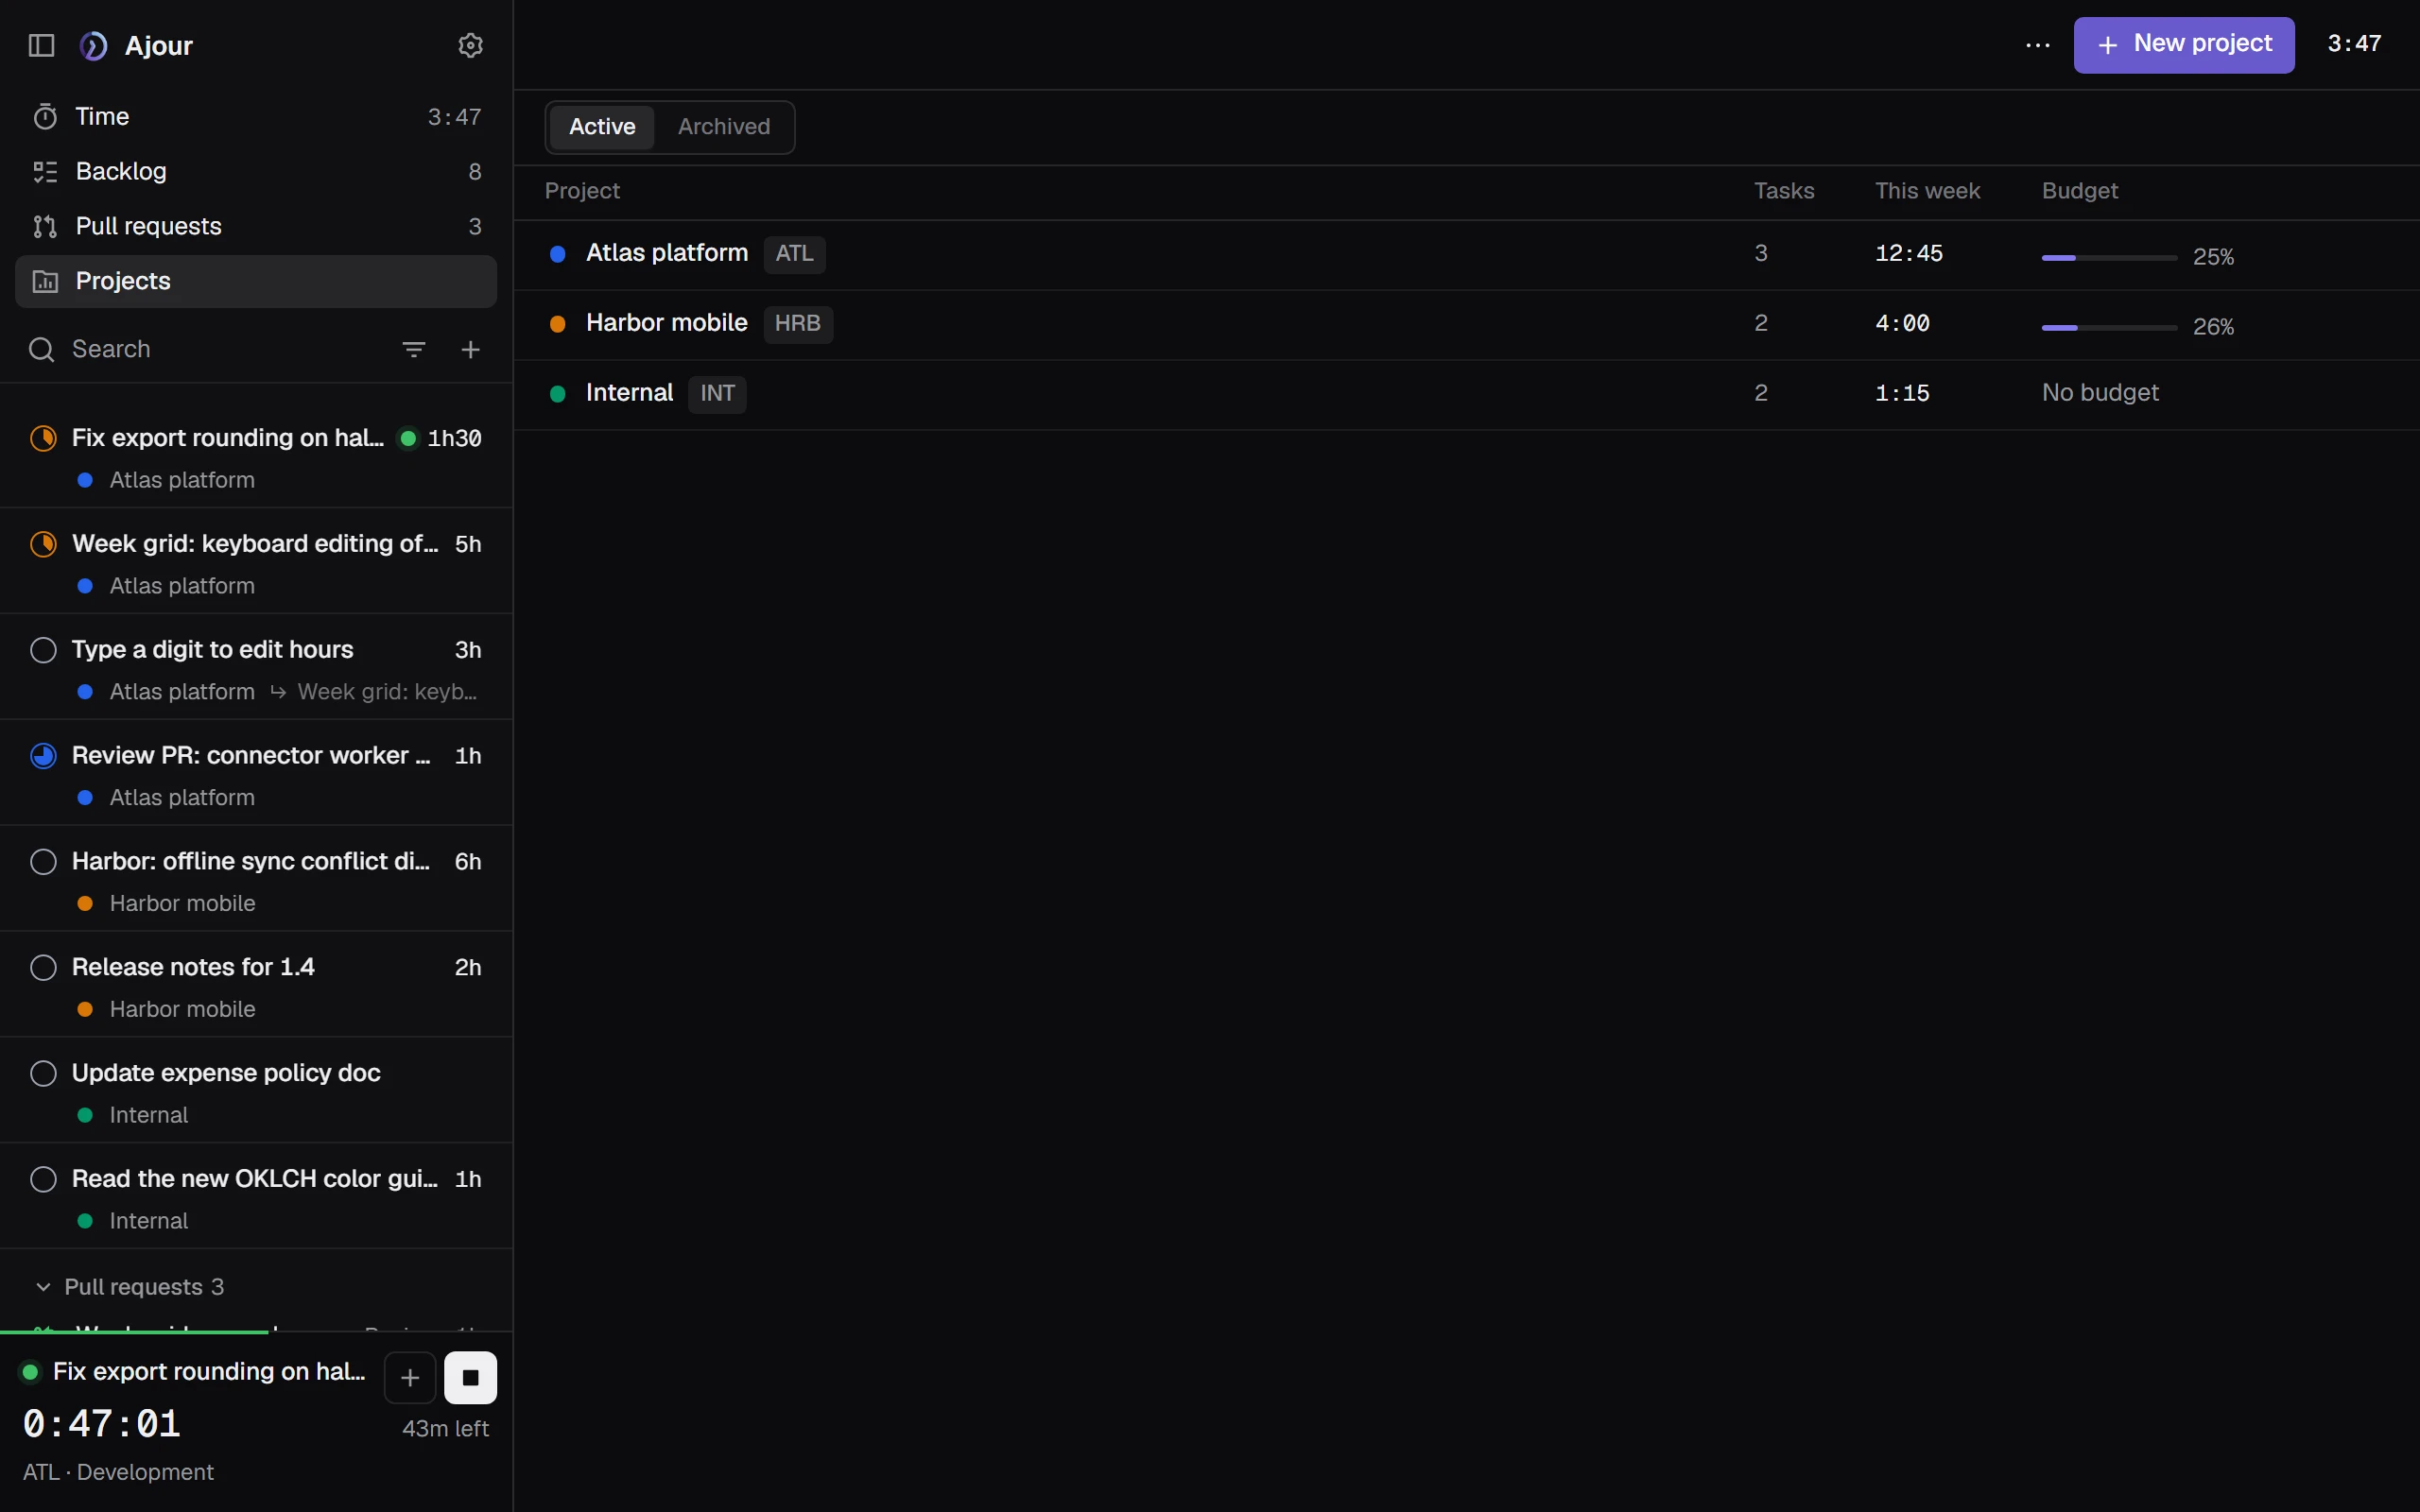 Ajour
Time 3:47
Backlog 8
Pull requests 3
Projects
Search
Fix export rounding on hal... 1h30
Atlas platform
Week grid: keyboard editing of... 5h
Atlas platform
Type a digit to edit hours 3h
Atlas platform ↳ Week grid: keyb...
Review PR: connector worker ... 1h
Atlas platform
Harbor: offline sync conflict di... 6h
Harbor mobile
Release notes for 1.4 2h
Harbor mobile
Update expense policy doc
Internal
Read the new OKLCH color gui... 1h
Internal
Pull requests 3
Fix export rounding on hal...
0:47:01 43m left
ATL · Development
New project 3:47
Active Archived
Project Tasks This week Budget
Atlas platform ATL 3 12:45 25%
Harbor mobile HRB 2 4:00 26%
Internal INT 2 1:15 No budget